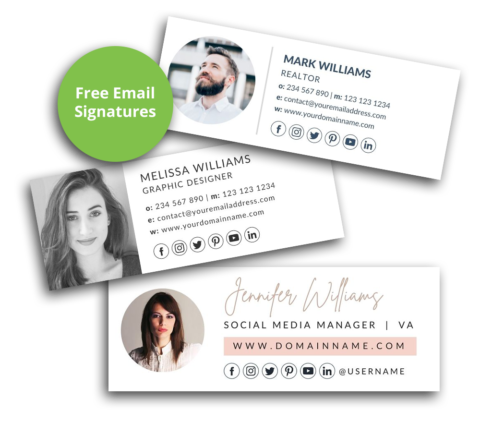 Free Email
Signatures
MARK WILLIAMS
REALTOR
o: 234 567 890 | m: 123 123 1234
e: contact@youremailaddress.com
w: www.yourdomainname.com
MELISSA WILLIAMS
GRAPHIC DESIGNER
o: 234 567 890 | m: 123 123 1234
e: contact@youremailaddress.com
w: www.yourdomainname.com
Jennifer Williams
SOCIAL MEDIA MANAGER | VA
WWW.DOMAINNAME.COM
@USERNAME